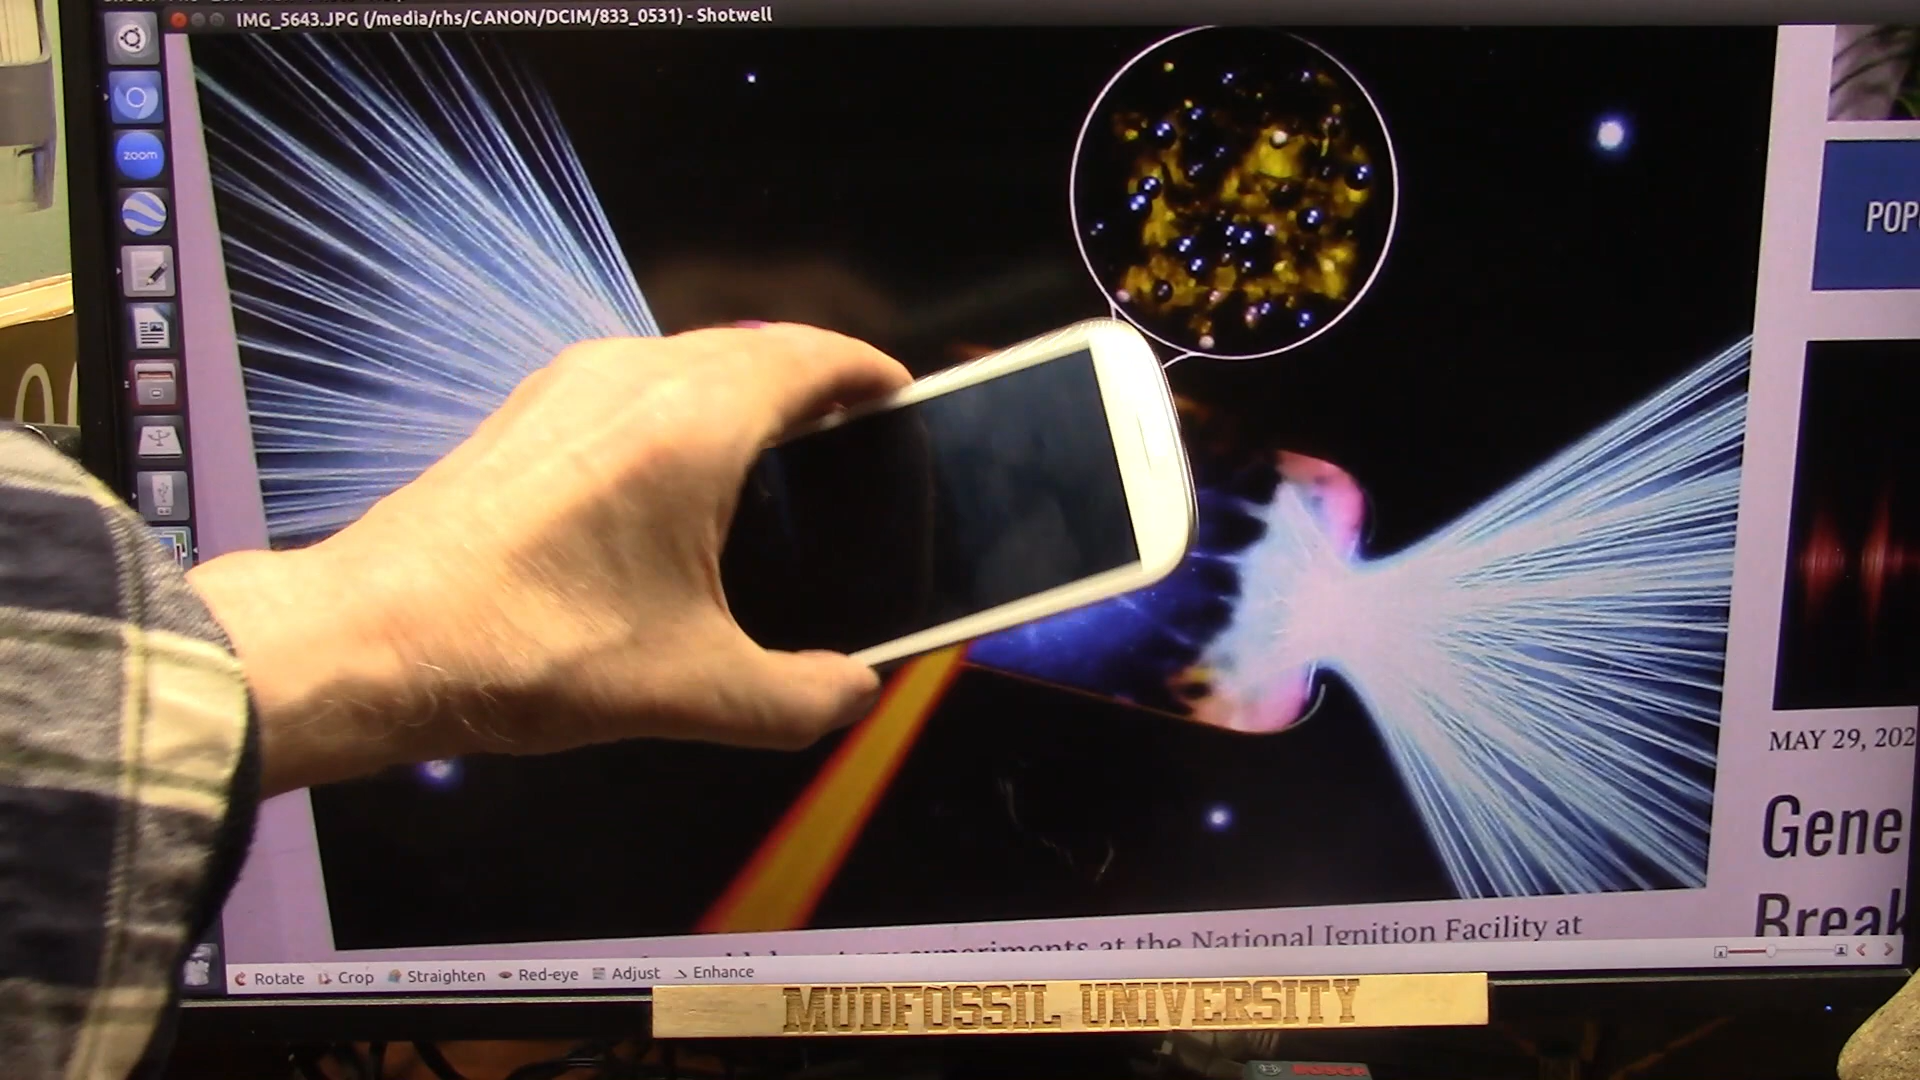 IMG_5643.JPG (/media/rhs/CANON/DCIM/833_0531) - Shotwell
zoom
POP
MAY 29, 202
Gene
Break
experiments at the National Ignition Facility at
Rotate Crop Straighten Red-eye Adjust Enhance
MUDFOSSIL UNIVERSITY
BOSCH